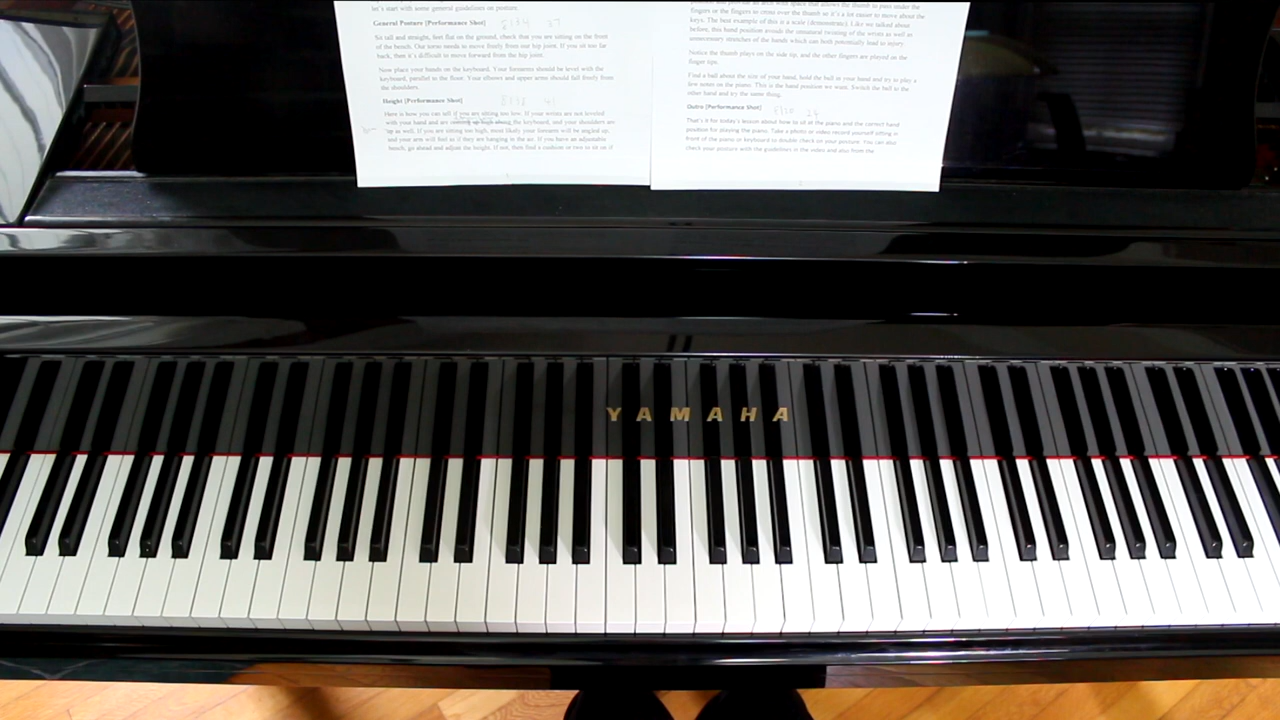 let's start with some general guidelines on posture
General Posture [Performance Shot]
Sit tall and straight, feet flat on the ground, check that you are sitting on the front
of the bench. Our torso needs to move freely from our hip joint. If you sit too far
back, then it's difficult to move forward from the hip joint.
Now place your hands on the keyboard. Your forearms should be level with the
keyboard, parallel to the floor. Your elbows and upper arms should fall freely from
the shoulders.
Height [Performance Shot]
Here is how you can tell if you are sitting too low. If your wrists are not leveled
with your hand and are the keyboard, and your shoulders are
up as well. If you are sitting too high, most likely your forearm will be angled up,
and your arm will feel as if they are hanging in the air. If you have an adjustable
bench, go ahead and adjust the height. If not, then find a cushion or two to sit on if
fingers or the fingers to cross over the thumb so it's a lot easier to move about the
keys. The best example of this is a scale (demonstrate). Like we talked about
before, this hand position avoids the unnatural twisting of the wrists as well as
unnecessary stretches of the hands which can both potentially lead to injury.
Notice the thumb plays on the side tip, and the other fingers are played on the
finger tips.
Find a ball about the size of your hand, hold the ball in your hand and try to play a
few notes on the piano. This is the hand position we want. Switch the ball to the
other hand and try the same thing.
Outro [Performance Shot]
That's it for today's lesson about how to sit at the piano and the correct hand
position for playing the piano. Take a photo or video record yourself sitting in
front of the piano or keyboard to double check on your posture. You can also
check your posture with the guidelines in the video and also from the
YAMAHA